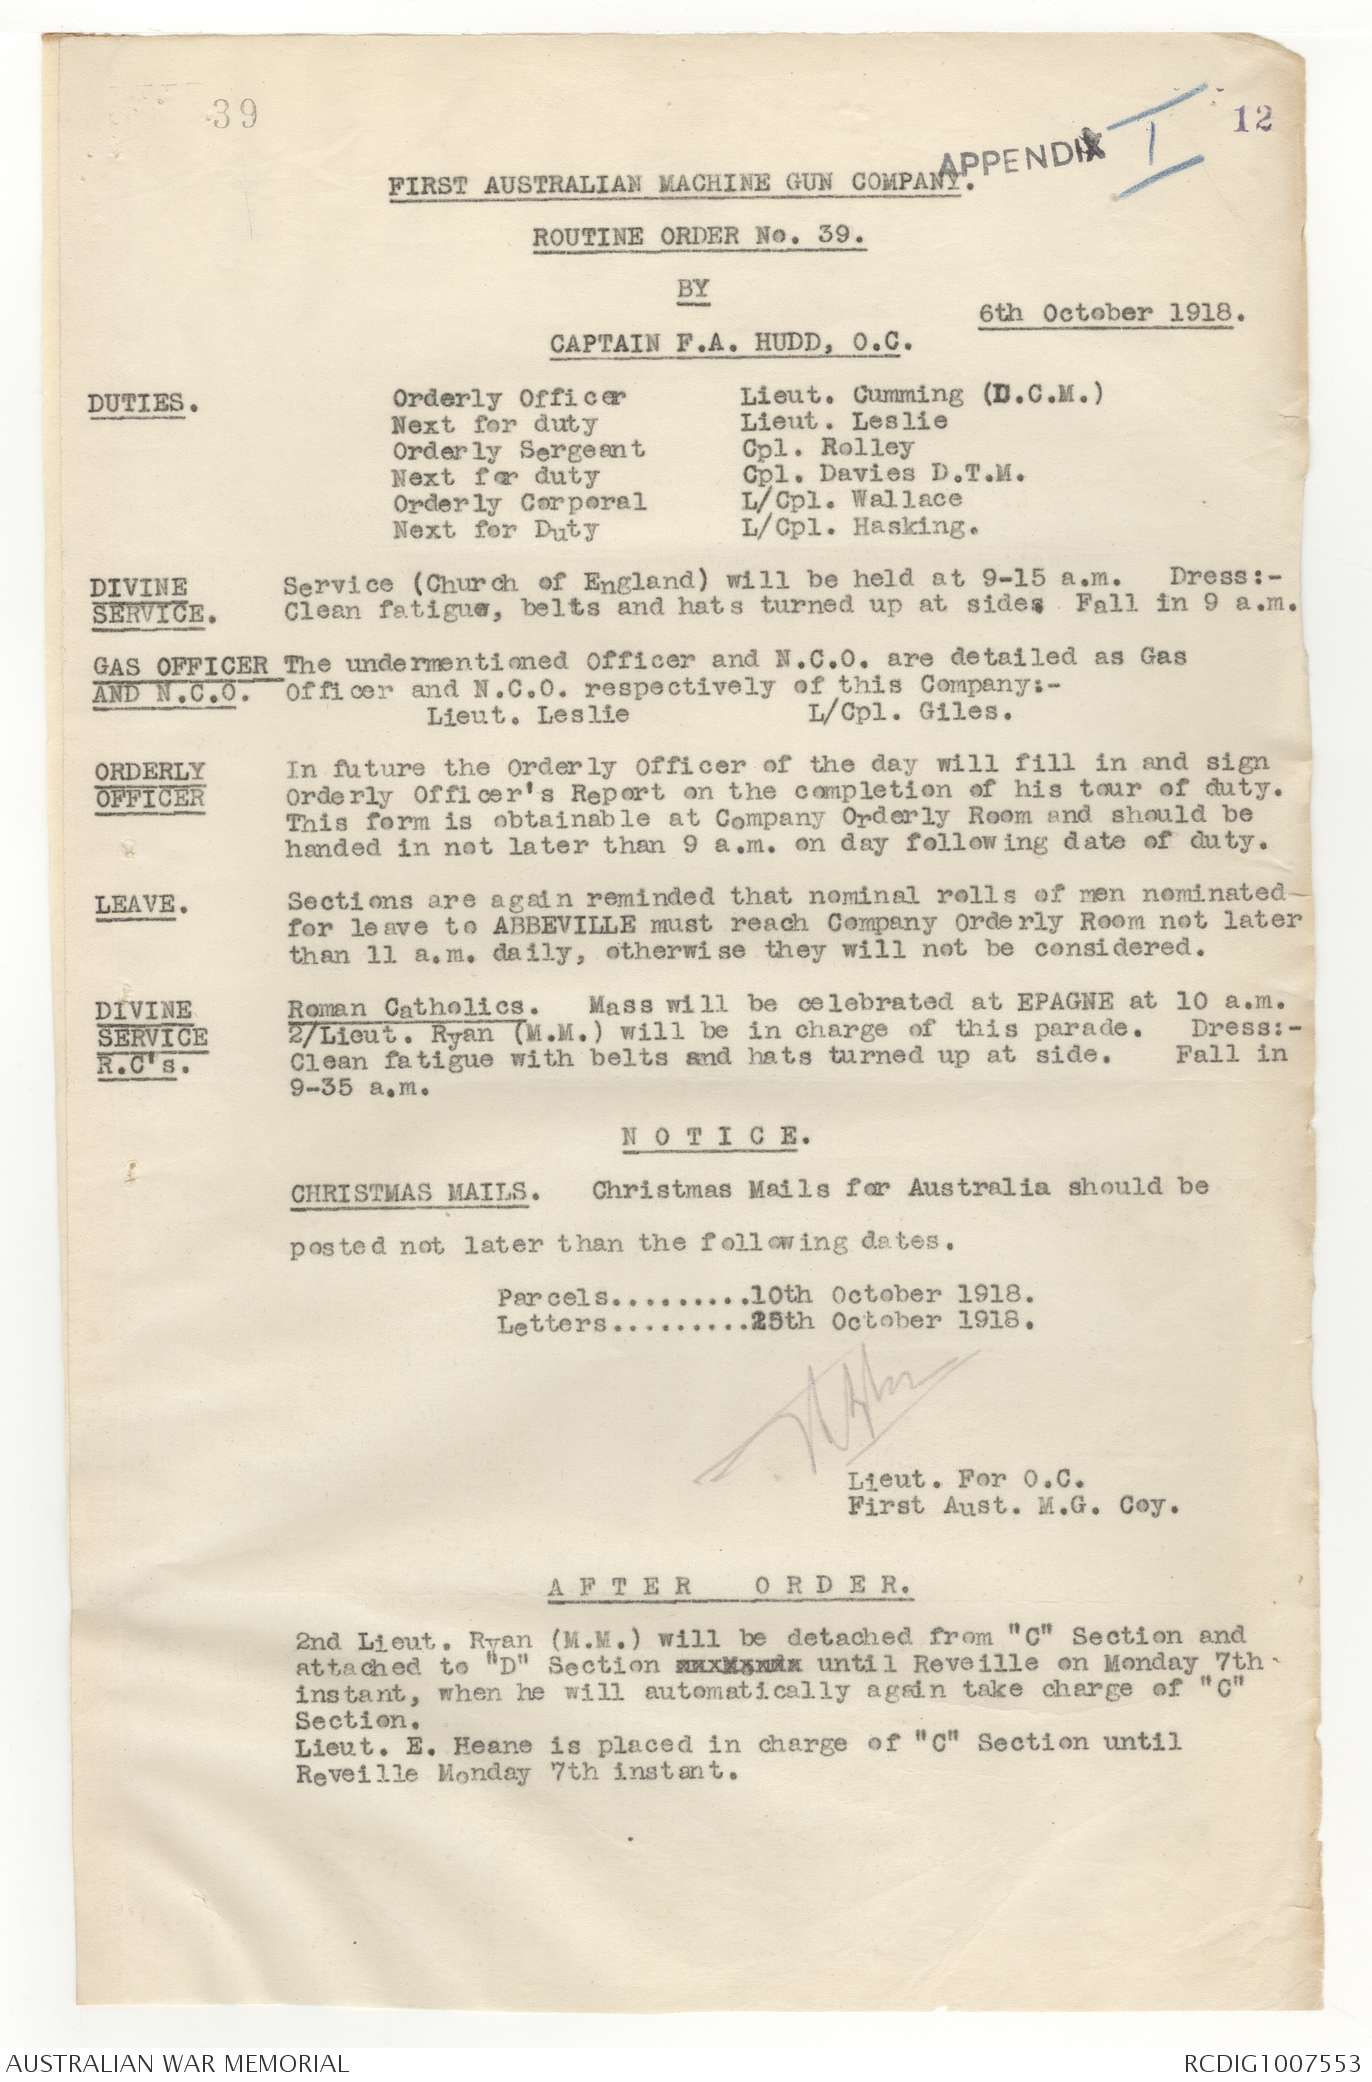 39
12
APPENDIX I
FIRST AUSTRALIAN MACHINE GUN COMPANY.
ROUTINE ORDER No. 39.
BY
6th October 1918.
CAPTAIN F.A. HUDD, O.C.
DUTIES. Orderly Officer Lieut. Cumming (D.C.M.)
Next for duty Lieut. Leslie
Orderly Sergeant Cpl. Rolley
Next for duty Cpl. Davies D.T.M.
Orderly Corporal L/Cpl. Wallace
Next for Duty L/Cpl. Hasking.
DIVINE Service (Church of England) will be held at 9-15 a.m. Dress:-
SERVICE. Clean fatigue, belts and hats turned up at side. Fall in 9 a.m.
GAS OFFICER The undermentioned Officer and N.C.O. are detailed as Gas
AND N.C.O. Officer and N.C.O. respectively of this Company:-
Lieut. Leslie L/Cpl. Giles.
ORDERLY In future the Orderly Officer of the day will fill in and sign
OFFICER Orderly Officer's Report on the completion of his tour of duty.
This form is obtainable at Company Orderly Room and should be
handed in not later than 9 a.m. on day following date of duty.
LEAVE. Sections are again reminded that nominal rolls of men nominated
for leave to ABBEVILLE must reach Company Orderly Room not later
than 11 a.m. daily, otherwise they will not be considered.
DIVINE Roman Catholics. Mass will be celebrated at EPAGNE at 10 a.m.
SERVICE 2/Lieut. Ryan (M.M.) will be in charge of this parade. Dress:-
R.C's. Clean fatigue with belts and hats turned up at side. Fall in
9-35 a.m.
N O T I C E.
CHRISTMAS MAILS. Christmas Mails for Australia should be
posted not later than the following dates.
Parcels.........10th October 1918.
Letters.........25th October 1918.
Lieut. For O.C.
First Aust. M.G. Coy.
A F T E R O R D E R.
2nd Lieut. Ryan (M.M.) will be detached from "C" Section and
attached to "D" Section until Reveille on Monday 7th
instant, when he will automatically again take charge of "C"
Section.
Lieut. E. Heane is placed in charge of "C" Section until
Reveille Monday 7th instant.
AUSTRALIAN WAR MEMORIAL
RCDIG1007553